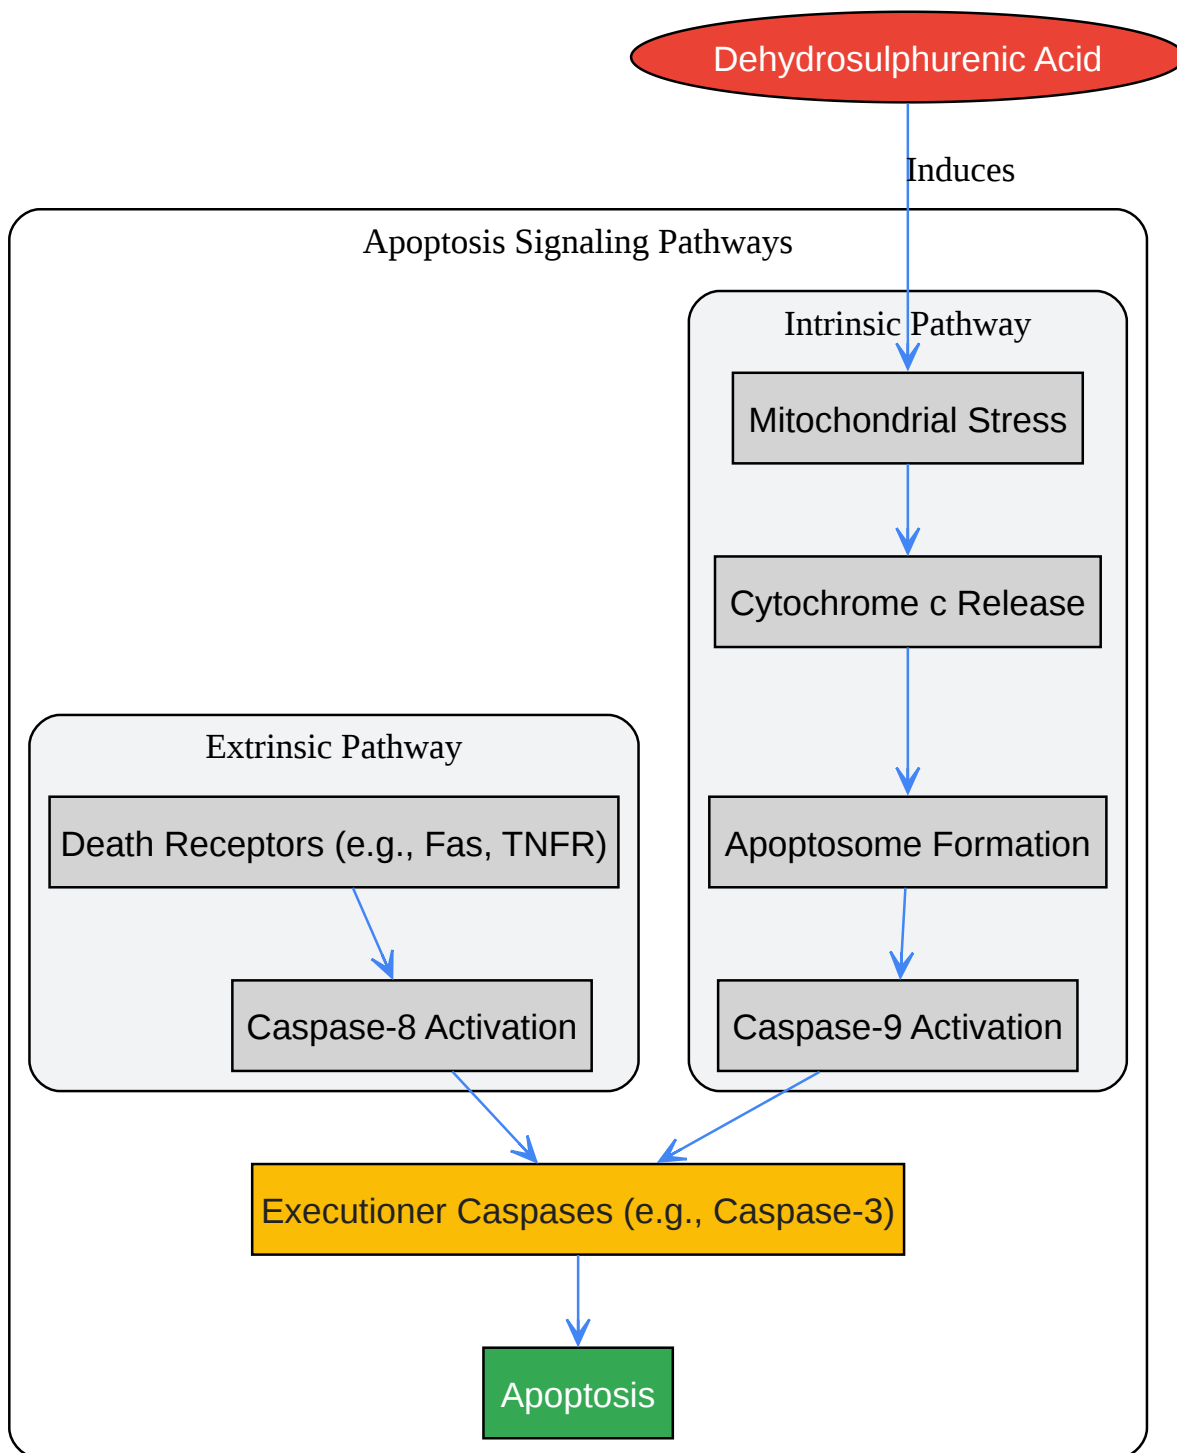 Dehydrosulphurenic Acid
Induces
Apoptosis Signaling Pathways
Intrinsic Pathway
Mitochondrial Stress
Cytochrome c Release
Extrinsic Pathway
Death Receptors (e.g., Fas, TNFR)
Apoptosome Formation
Caspase-8 Activation
Caspase-9 Activation
Executioner Caspases (e.g., Caspase-3)
Apoptosis